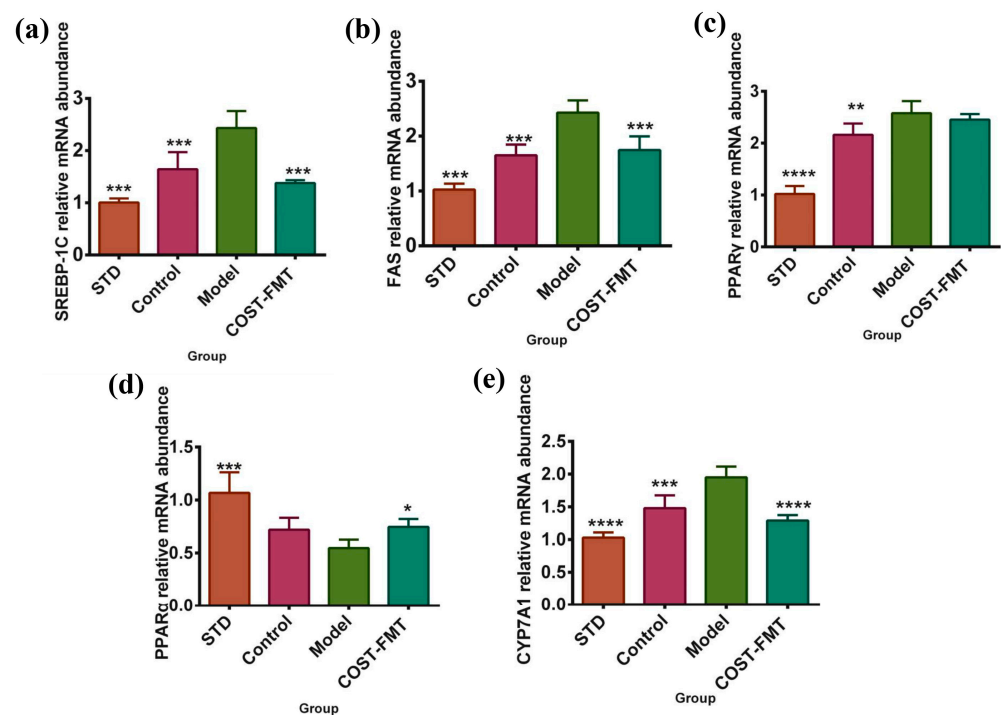 (a)
SREBP-1C relative mRNA abundance
3
2
1
0
***
***
***
STD
Control
Model
COST-FMT
Group
(b)
FAS relative mRNA abundance
3
2
1
0
***
***
***
STD
Control
Model
COST-FMT
Group
(c)
PPARγ relative mRNA abundance
3
2
1
0
****
**
STD
Control
Model
COST-FMT
Group
(d)
PPARα relative mRNA abundance
1.5
1.0
0.5
0.0
***
*
STD
Control
Model
COST-FMT
Group
(e)
CYP7A1 relative mRNA abundance
2.5
2.0
1.5
1.0
0.5
0.0
****
***
****
STD
Control
Model
COST-FMT
Group